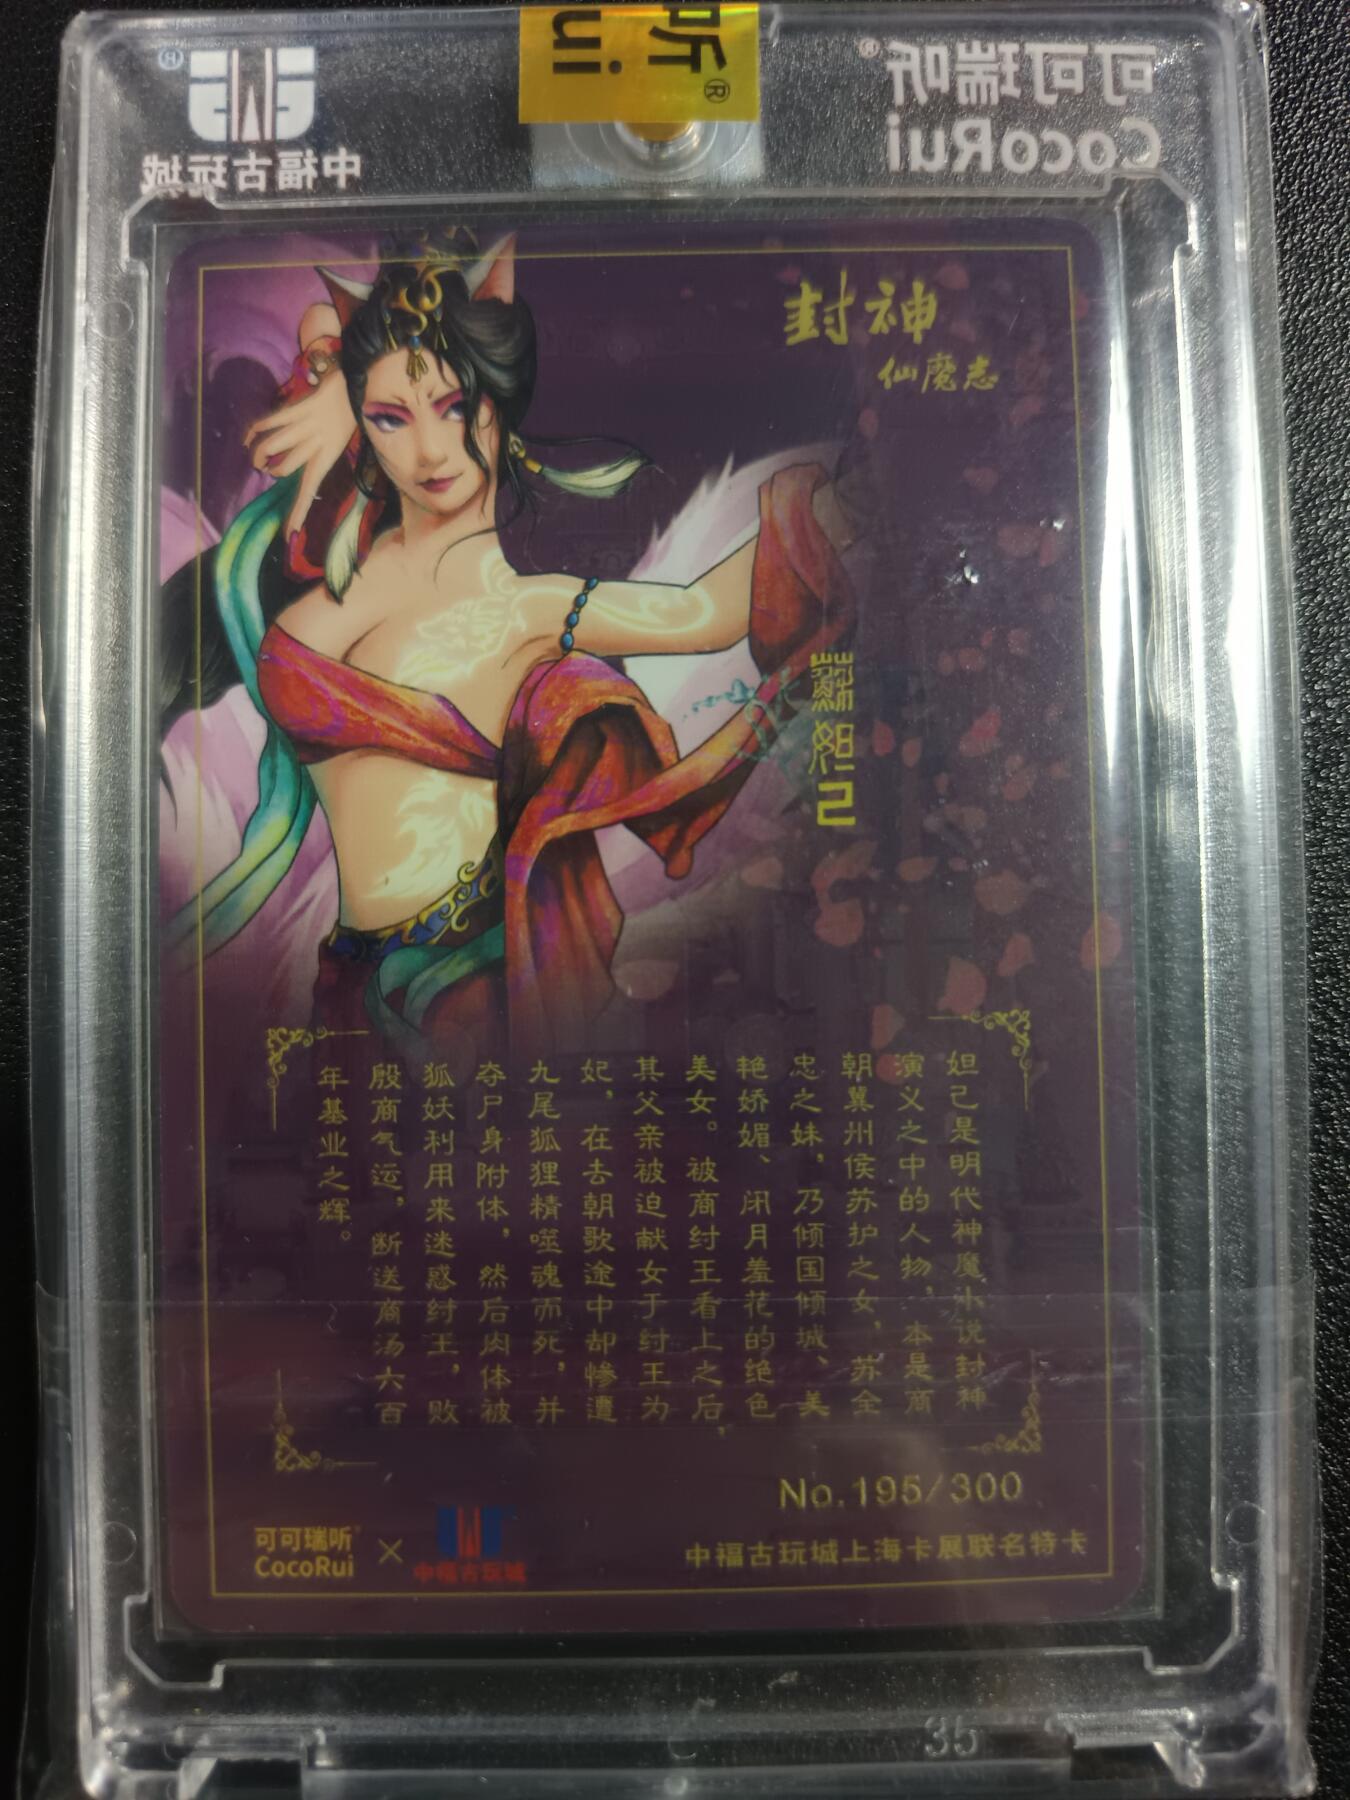 听®
ui
®
中福古玩城
可可瑞听®
CocoRui
封神
仙魔志
蘇妲己
妲己是明代神魔小说封神
演义之中的人物，本是商
朝冀州侯苏护之女，苏全
忠之妹，乃倾国倾城、美
艳娇媚、闭月羞花的绝色
美女。被商纣王看上之后，
其父亲被迫献女于纣王为
妃，在去朝歌途中却惨遭
九尾狐狸精噬魂而死，并
夺尸身附体，然后肉体被
狐妖利用来迷惑纣王，败
殷商气运，断送商汤六百
年基业之辉。
No.195/300
可可瑞听
CocoRui
×
中福古玩城
中福古玩城上海卡展联名特卡
35